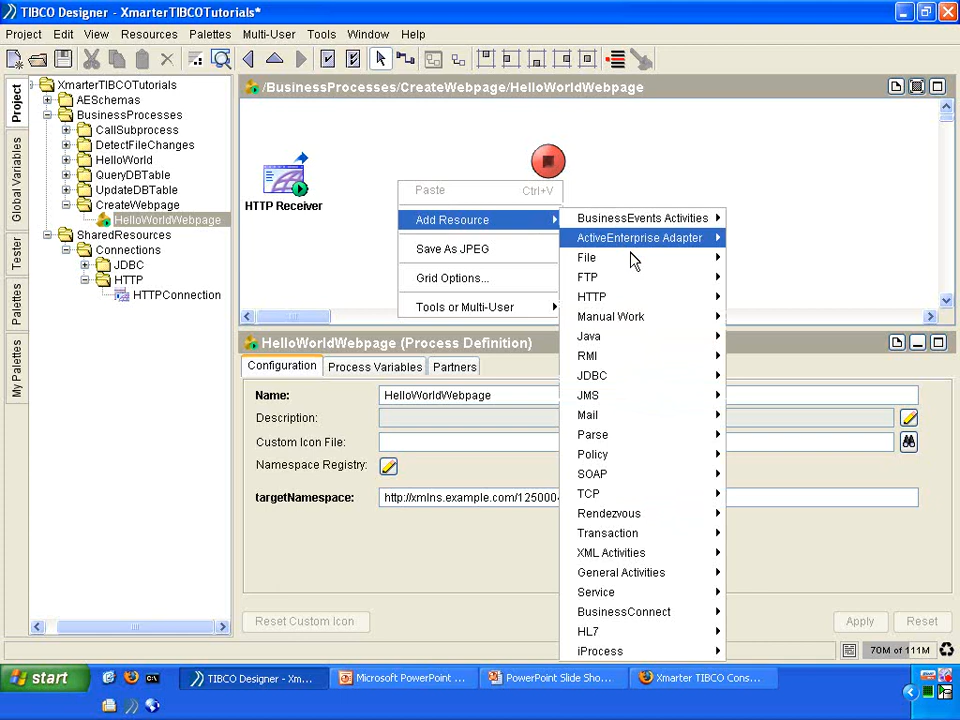 TIBCO Designer - XmarterTIBCOTutorials*
Project Edit View Resources Palettes Multi-User Tools Window Help
Project
Global Variables
Tester
Palettes
My Palettes
XmarterTIBCOTutorials
AESchemas
BusinessProcesses
CallSubprocess
DetectFileChanges
HelloWorld
QueryDBTable
UpdateDBTable
CreateWebpage
HelloWorldWebpage
SharedResources
Connections
JDBC
HTTP
HTTPConnection
/BusinessProcesses/CreateWebpage/HelloWorldWebpage
HTTP Receiver
Paste Ctrl+V
Add Resource
Save As JPEG
Grid Options...
Tools or Multi-User
BusinessEvents Activities
ActiveEnterprise Adapter
File
FTP
HTTP
Manual Work
Java
RMI
JDBC
JMS
Mail
Parse
Policy
SOAP
TCP
Rendezvous
Transaction
XML Activities
General Activities
Service
BusinessConnect
HL7
iProcess
HelloWorldWebpage (Process Definition)
Configuration Process Variables Partners
Name: HelloWorldWebpage
Description:
Custom Icon File:
Namespace Registry:
targetNamespace: http://xmlns.example.com/125000
Reset Custom Icon Apply Reset
70M of 111M
start TIBCO Designer - Xm... Microsoft PowerPoint ... PowerPoint Slide Sho... Xmarter TIBCO Cons...